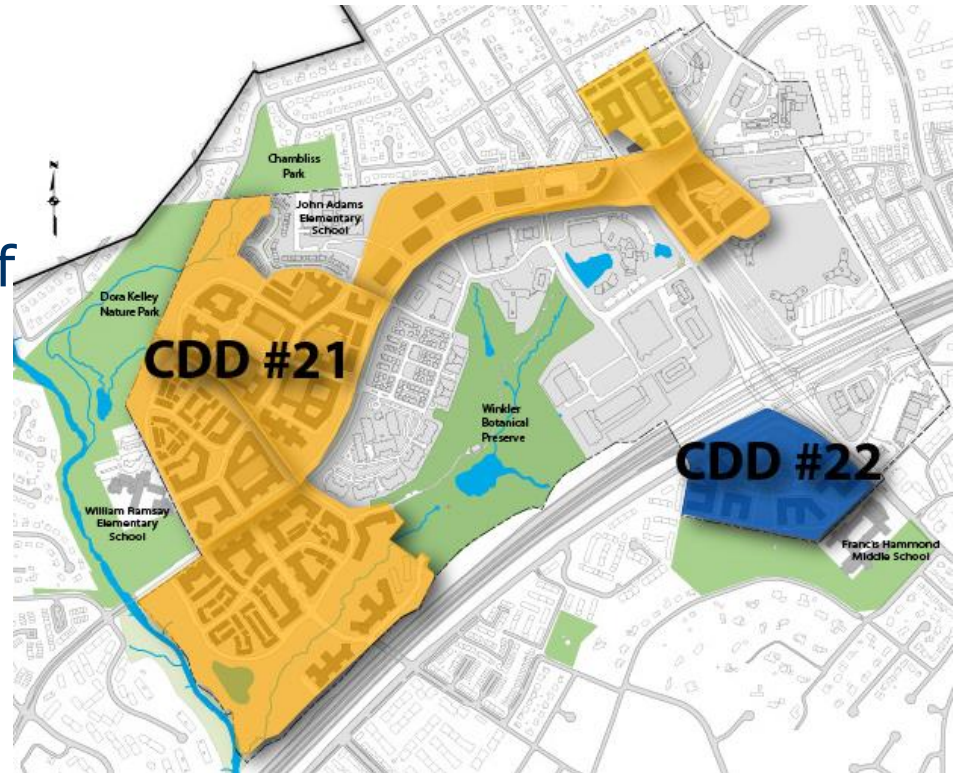 Chambliss
Park
N
John Adams
Elementary
School
f
Dora Kelley
Nature Park
CDD #21
Winkler
Botanical
Preserve
CDD #22
William Ramsay
Elementary
School
Francis Hammond
Middle School